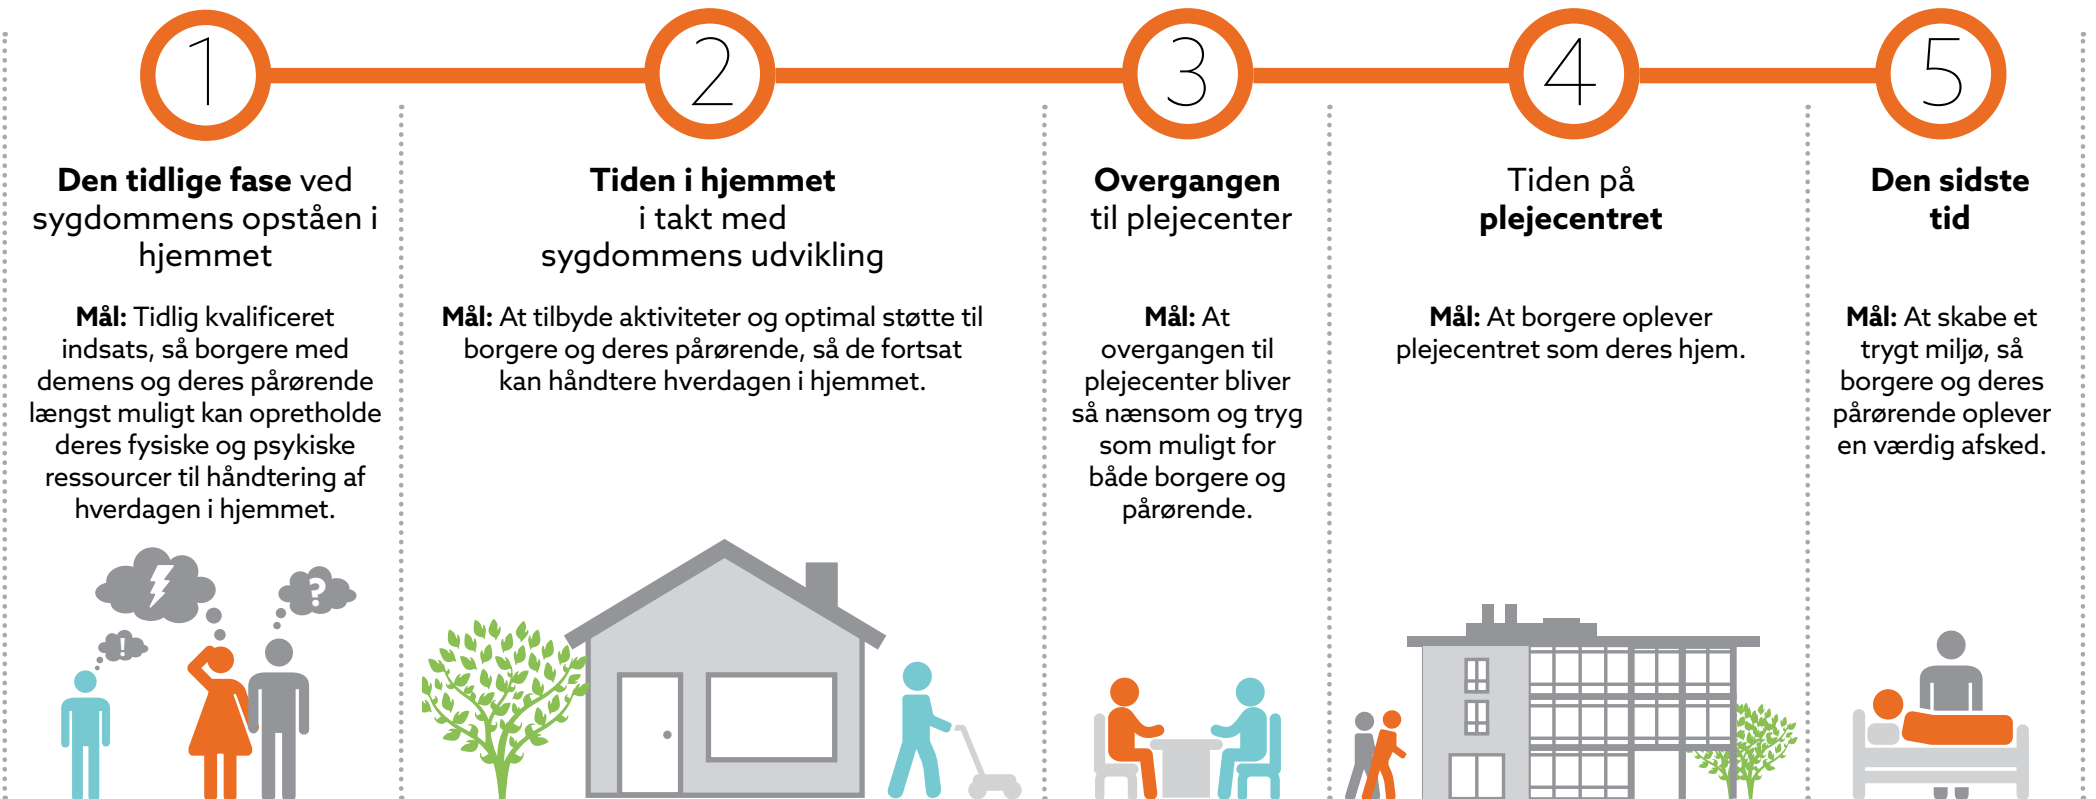 1
Den tidlige fase ved
sygdommens opståen i
hjemmet
Mål: Tidlig kvalificeret
indsats, så borgere med
demens og deres pårørende
længst muligt kan opretholde
deres fysiske og psykiske
ressourcer til håndtering af
hverdagen i hjemmet.
!
?
2
Tiden i hjemmet
i takt med
sygdommens udvikling
Mål: At tilbyde aktiviteter og optimal støtte til
borgere og deres pårørende, så de fortsat
kan håndtere hverdagen i hjemmet.
3
Overgangen
til plejecenter
Mål: At
overgangen til
plejecenter bliver
så nænsom og tryg
som muligt for
både borgere og
pårørende.
4
Tiden på
plejecentret
Mål: At borgere oplever
plejecentret som deres hjem.
5
Den sidste
tid
Mål: At skabe et
trygt miljø, så
borgere og deres
pårørende oplever
en værdig afsked.